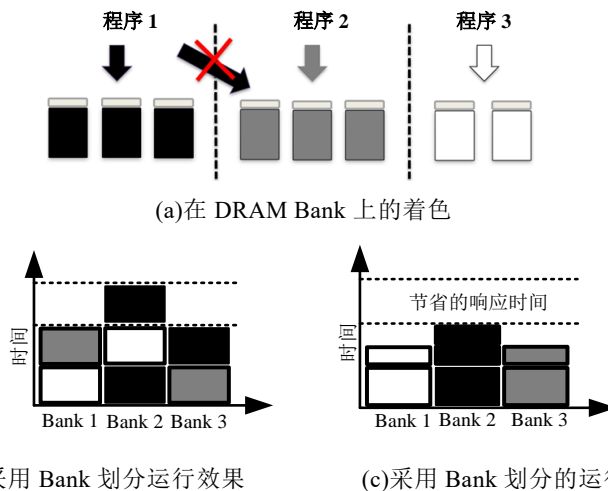 程序 1 程序 2 程序 3
(a)在 DRAM Bank 上的着色
时间
Bank 1 Bank 2 Bank 3
节省的响应时间
时间
Bank 1 Bank 2 Bank 3
采用 Bank 划分运行效果
(c)采用 Bank 划分的运行